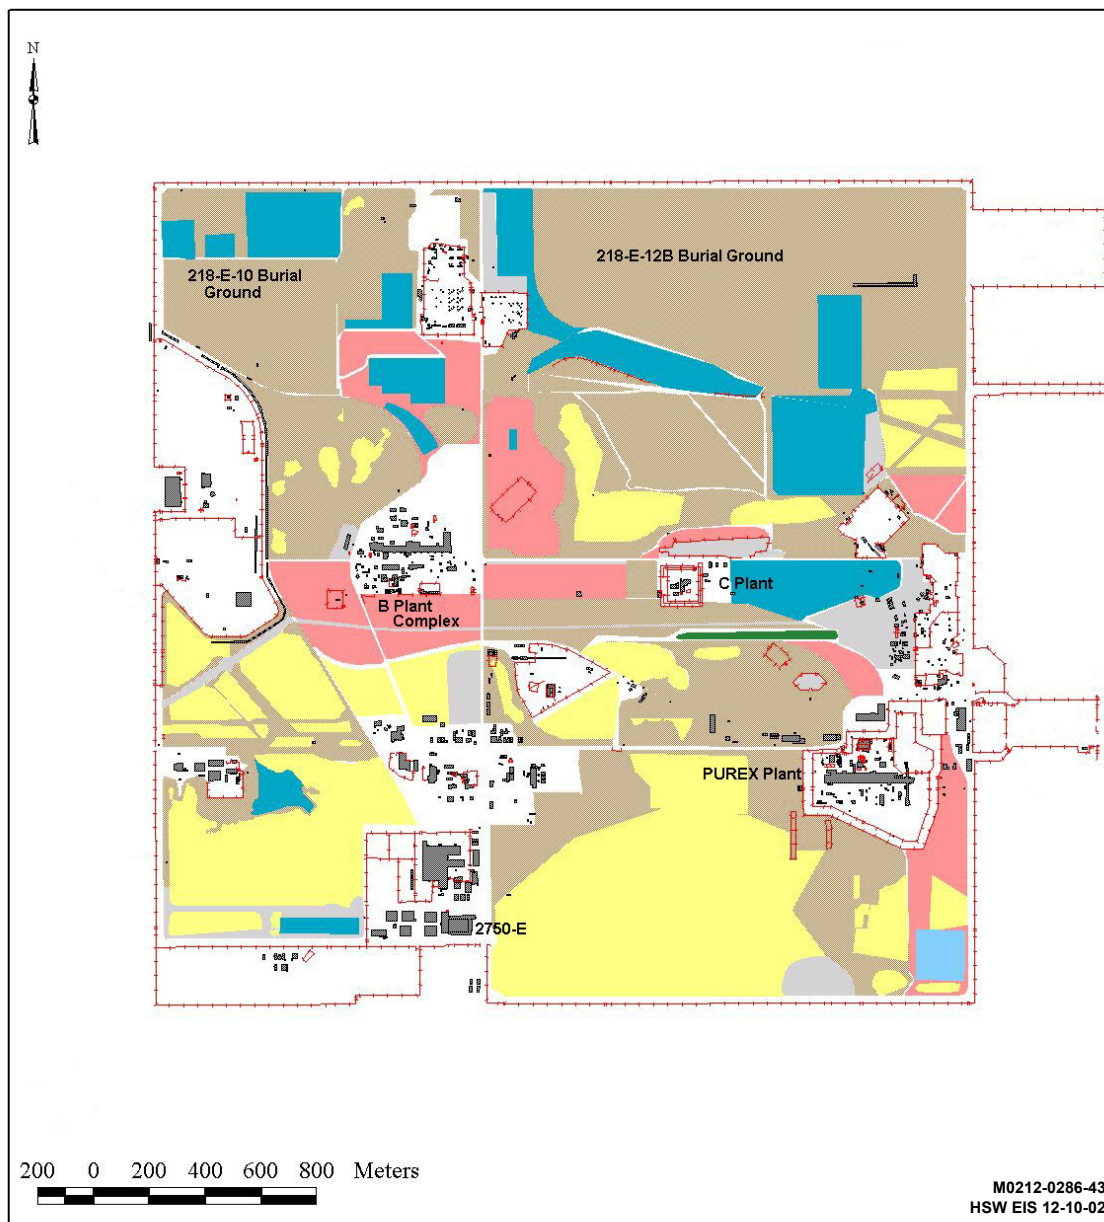 N
218-E-12B Burial Ground
218-E-10 Burial
Ground
C Plant
B Plant
Complex
PUREX Plant
2750-E
200 0 200 400 600 800 Meters
M0212-0286-43
HSW EIS 12-10-02